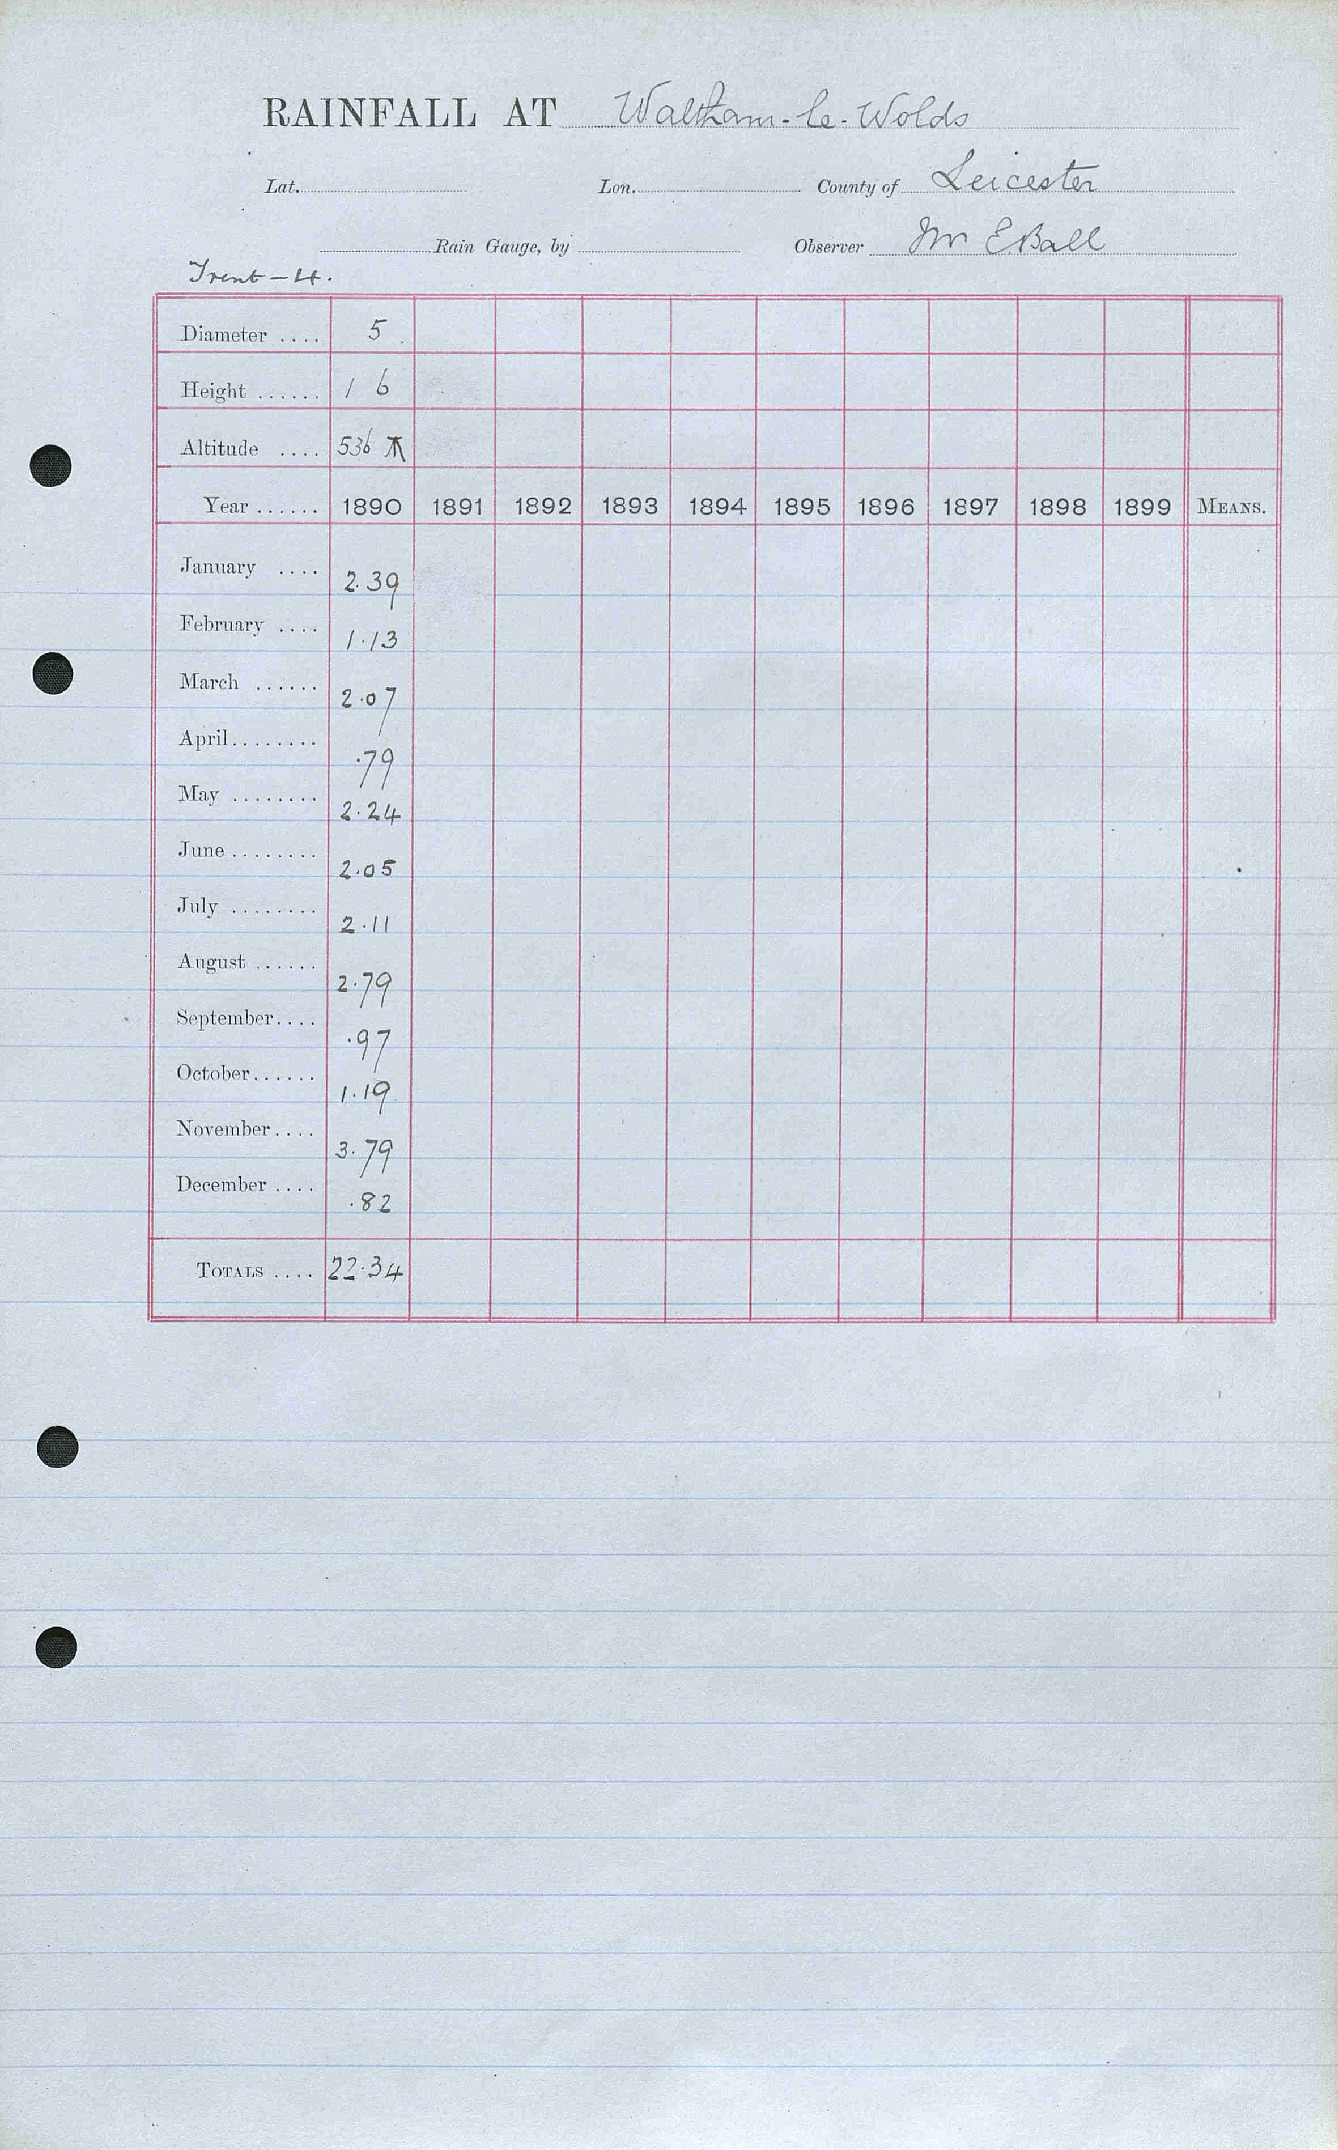 RAINFALL AT Waltham-le-Wolds
Lat. Lon. County of Leicester
Rain Gauge, by Observer Mr E Ball
Trent - 4.
Diameter .... 5
Height ...... 1 6
Altitude .... 536
Year ...... 1890 1891 1892 1893 1894 1895 1896 1897 1898 1899 MEANS.
January .... 2.39
February .... 1.13
March ...... 2.07
April........ .79
May ........ 2.24
June ........ 2.05
July ........ 2.11
August ...... 2.79
September.... .97
October...... 1.19
November.... 3.79
December .... .82
TOTALS .... 22.34